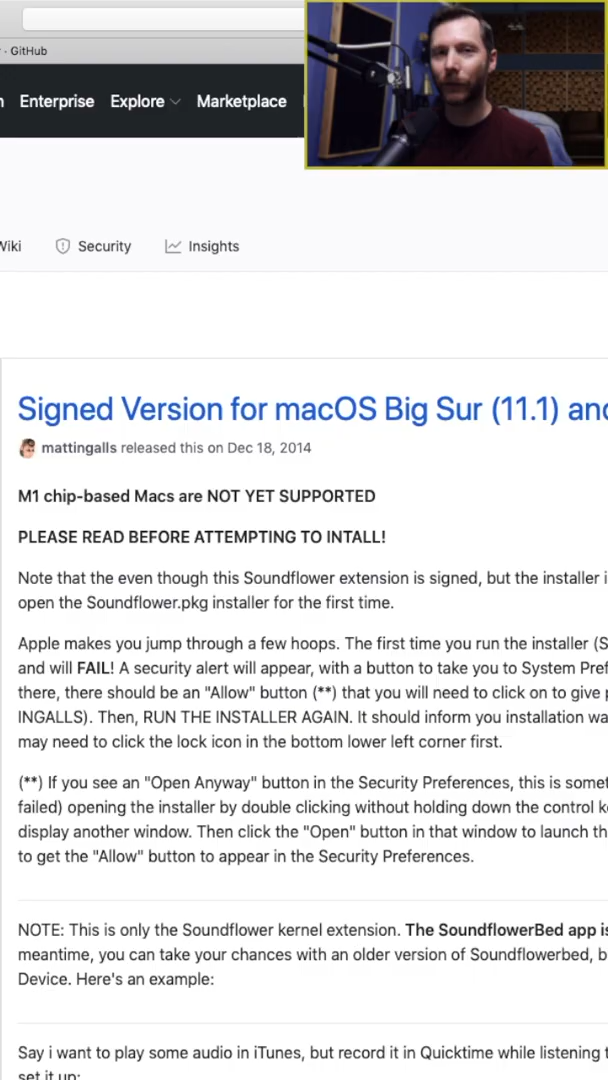 · GitHub
Enterprise Explore Marketplace
Wiki Security Insights
Signed Version for macOS Big Sur (11.1) and
mattingalls released this on Dec 18, 2014
M1 chip-based Macs are NOT YET SUPPORTED
PLEASE READ BEFORE ATTEMPTING TO INTALL!
Note that the even though this Soundflower extension is signed, but the installer i
open the Soundflower.pkg installer for the first time.
Apple makes you jump through a few hoops. The first time you run the installer (S
and will FAIL! A security alert will appear, with a button to take you to System Pref
there, there should be an "Allow" button (**) that you will need to click on to give p
INGALLS). Then, RUN THE INSTALLER AGAIN. It should inform you installation wa
may need to click the lock icon in the bottom lower left corner first.
(**) If you see an "Open Anyway" button in the Security Preferences, this is somet
failed) opening the installer by double clicking without holding down the control k
display another window. Then click the "Open" button in that window to launch th
to get the "Allow" button to appear in the Security Preferences.
NOTE: This is only the Soundflower kernel extension. The SoundflowerBed app is
meantime, you can take your chances with an older version of Soundflowerbed, b
Device. Here's an example:
Say i want to play some audio in iTunes, but record it in Quicktime while listening t
set it up: